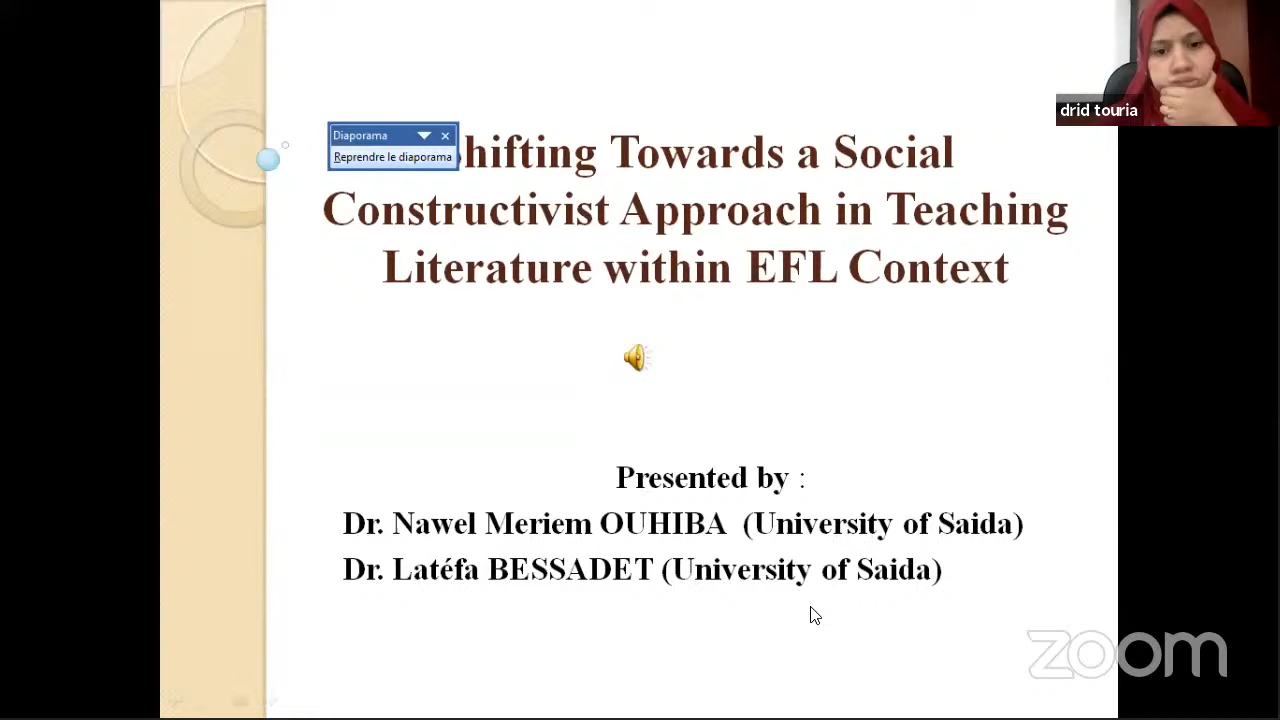 drid touria
Diaporama
Reprendre le diaporama
hifting Towards a Social
Constructivist Approach in Teaching
Literature within EFL Context
Presented by :
Dr. Nawel Meriem OUHIBA (University of Saida)
Dr. Latéfa BESSADET (University of Saida)
zoom